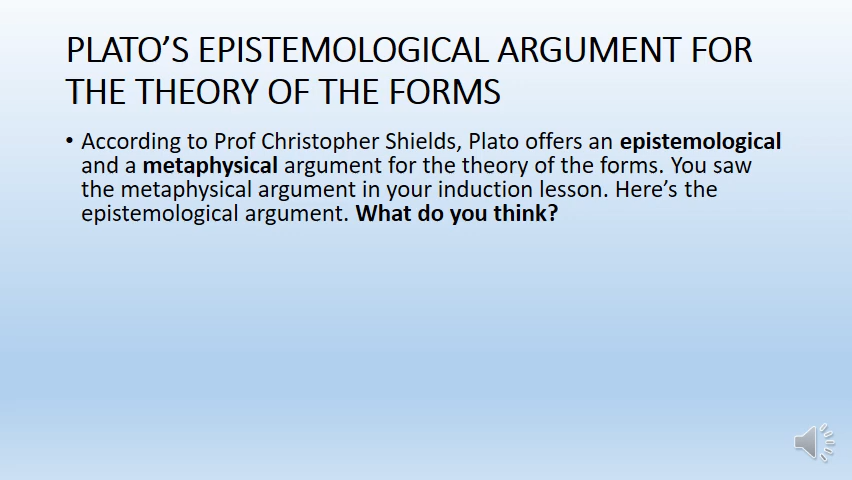 PLATO’S EPISTEMOLOGICAL ARGUMENT FOR
THE THEORY OF THE FORMS
• According to Prof Christopher Shields, Plato offers an epistemological
and a metaphysical argument for the theory of the forms. You saw
the metaphysical argument in your induction lesson. Here’s the
epistemological argument. What do you think?